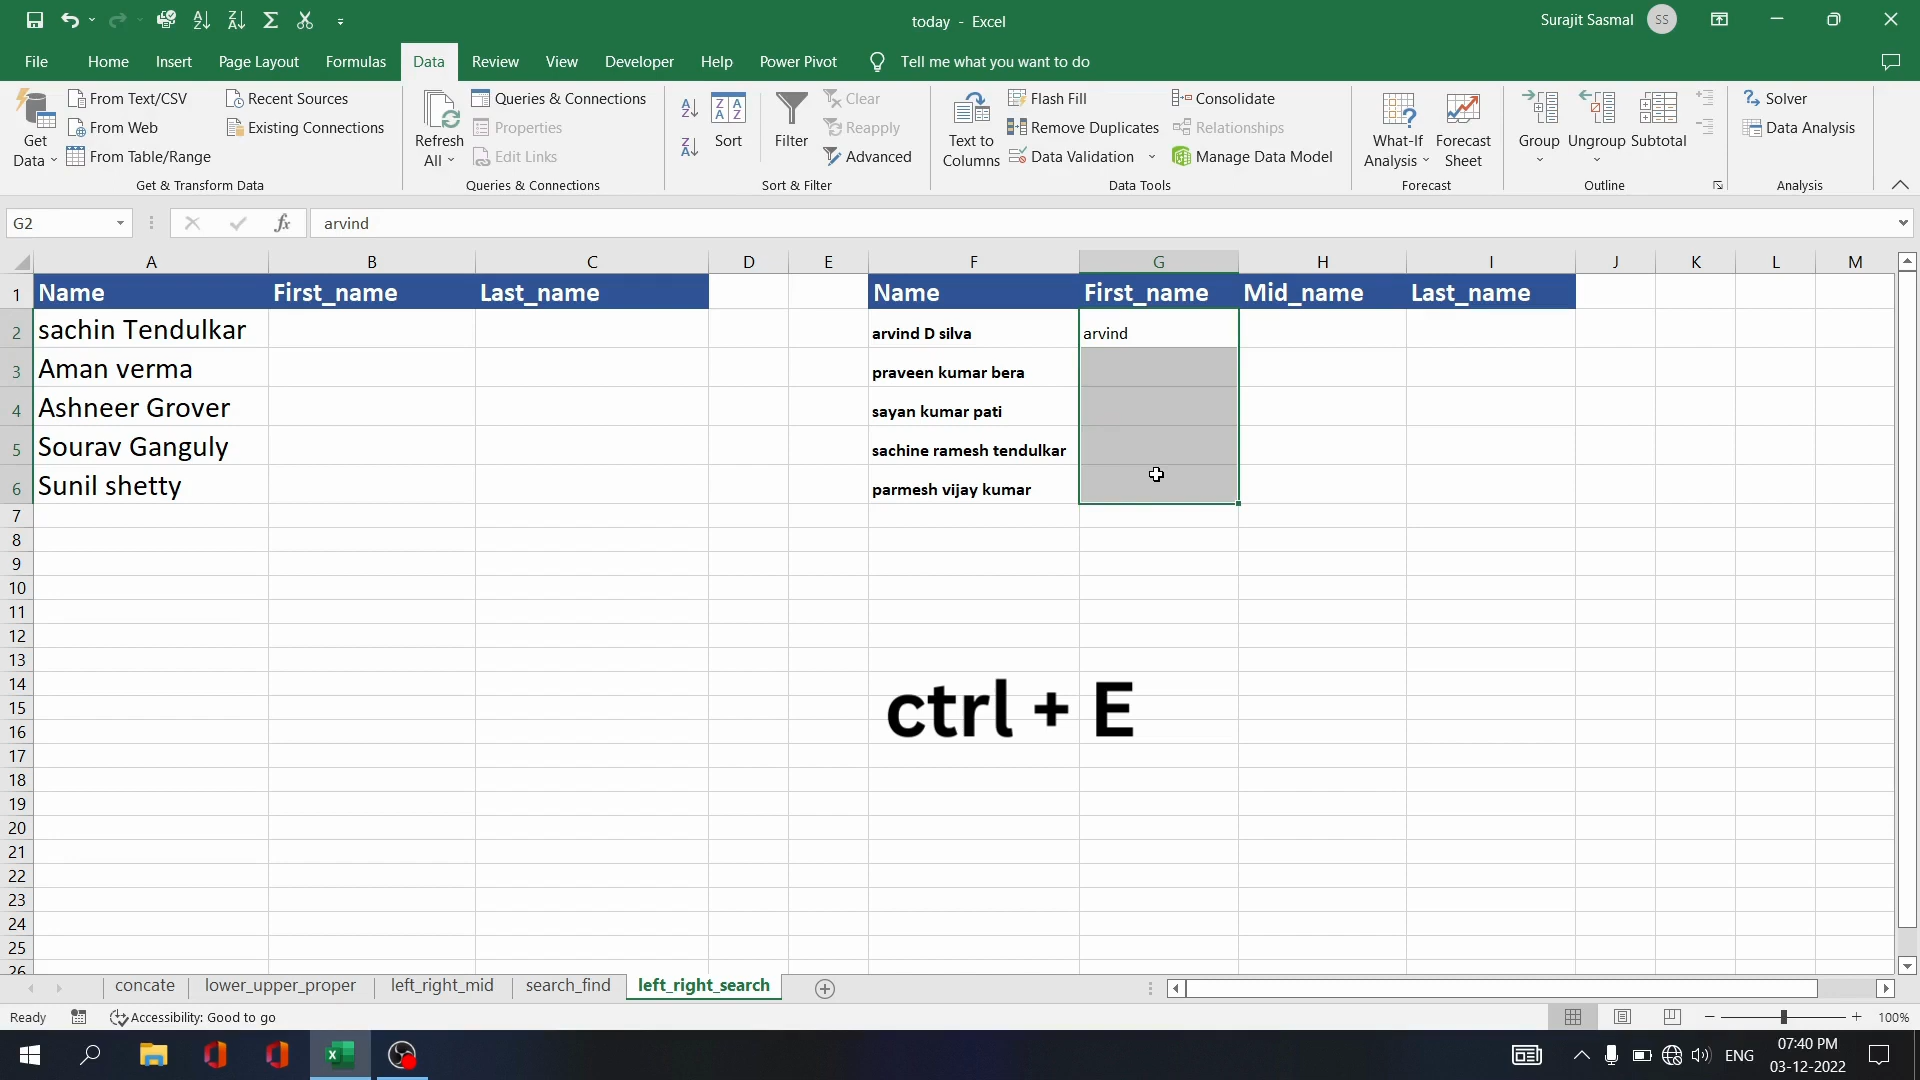 today - Excel
Surajit Sasmal SS
File Home Insert Page Layout Formulas Data Review View Developer Help Power Pivot Tell me what you want to do
Get Data
From Text/CSV
From Web
From Table/Range
Recent Sources
Existing Connections
Get & Transform Data
Refresh All
Queries & Connections
Properties
Edit Links
Queries & Connections
Sort
Filter
Clear
Reapply
Advanced
Sort & Filter
Text to Columns
Flash Fill
Remove Duplicates
Data Validation
Consolidate
Relationships
Manage Data Model
Data Tools
What-If Analysis
Forecast Sheet
Forecast
Group
Ungroup
Subtotal
Outline
Solver
Data Analysis
Analysis
G2 fx arvind
A B C D E F G H I J K L M
1 Name First_name Last_name Name First_name Mid_name Last_name
2 sachin Tendulkar arvind D silva arvind
3 Aman verma praveen kumar bera
4 Ashneer Grover sayan kumar pati
5 Sourav Ganguly sachine ramesh tendulkar
6 Sunil shetty parmesh vijay kumar
7
8
9
10
11
12
13
14
15
16
17
18
19
20
21
22
23
24
25
26
ctrl + E
concate lower_upper_proper left_right_mid search_find left_right_search
Ready Accessibility: Good to go 100%
ENG 07:40 PM
03-12-2022